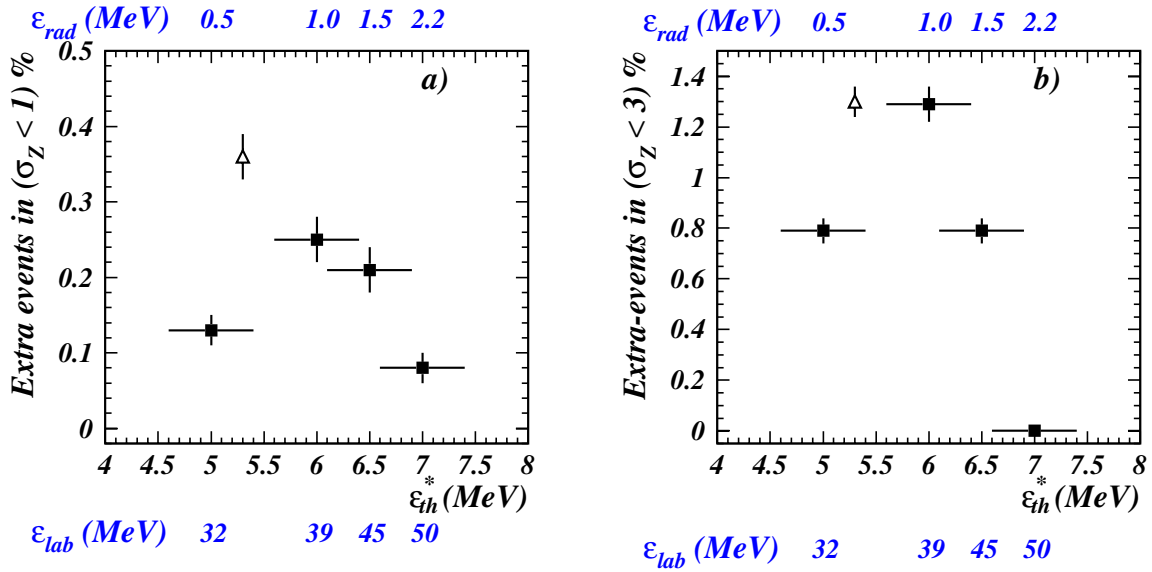 ε_rad (MeV) 0.5 1.0 1.5 2.2
Extra events in (σ_Z < 1) %
a)
0.5
0.4
0.3
0.2
0.1
0
4 4.5 5 5.5 6 6.5 7 7.5 8
ε*_th (MeV)
ε_lab (MeV) 32 39 45 50
ε_rad (MeV) 0.5 1.0 1.5 2.2
Extra-events in (σ_Z < 3) %
b)
1.4
1.2
1
0.8
0.6
0.4
0.2
0
4 4.5 5 5.5 6 6.5 7 7.5 8
ε*_th (MeV)
ε_lab (MeV) 32 39 45 50